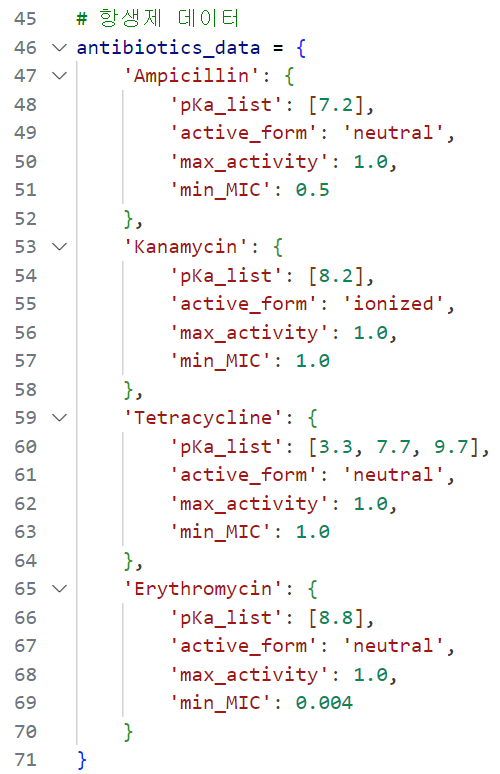 45 # 항생제 데이터
46 antibiotics_data = {
47     'Ampicillin': {
48         'pKa_list': [7.2],
49         'active_form': 'neutral',
50         'max_activity': 1.0,
51         'min_MIC': 0.5
52     },
53     'Kanamycin': {
54         'pKa_list': [8.2],
55         'active_form': 'ionized',
56         'max_activity': 1.0,
57         'min_MIC': 1.0
58     },
59     'Tetracycline': {
60         'pKa_list': [3.3, 7.7, 9.7],
61         'active_form': 'neutral',
62         'max_activity': 1.0,
63         'min_MIC': 1.0
64     },
65     'Erythromycin': {
66         'pKa_list': [8.8],
67         'active_form': 'neutral',
68         'max_activity': 1.0,
69         'min_MIC': 0.004
70     }
71 }